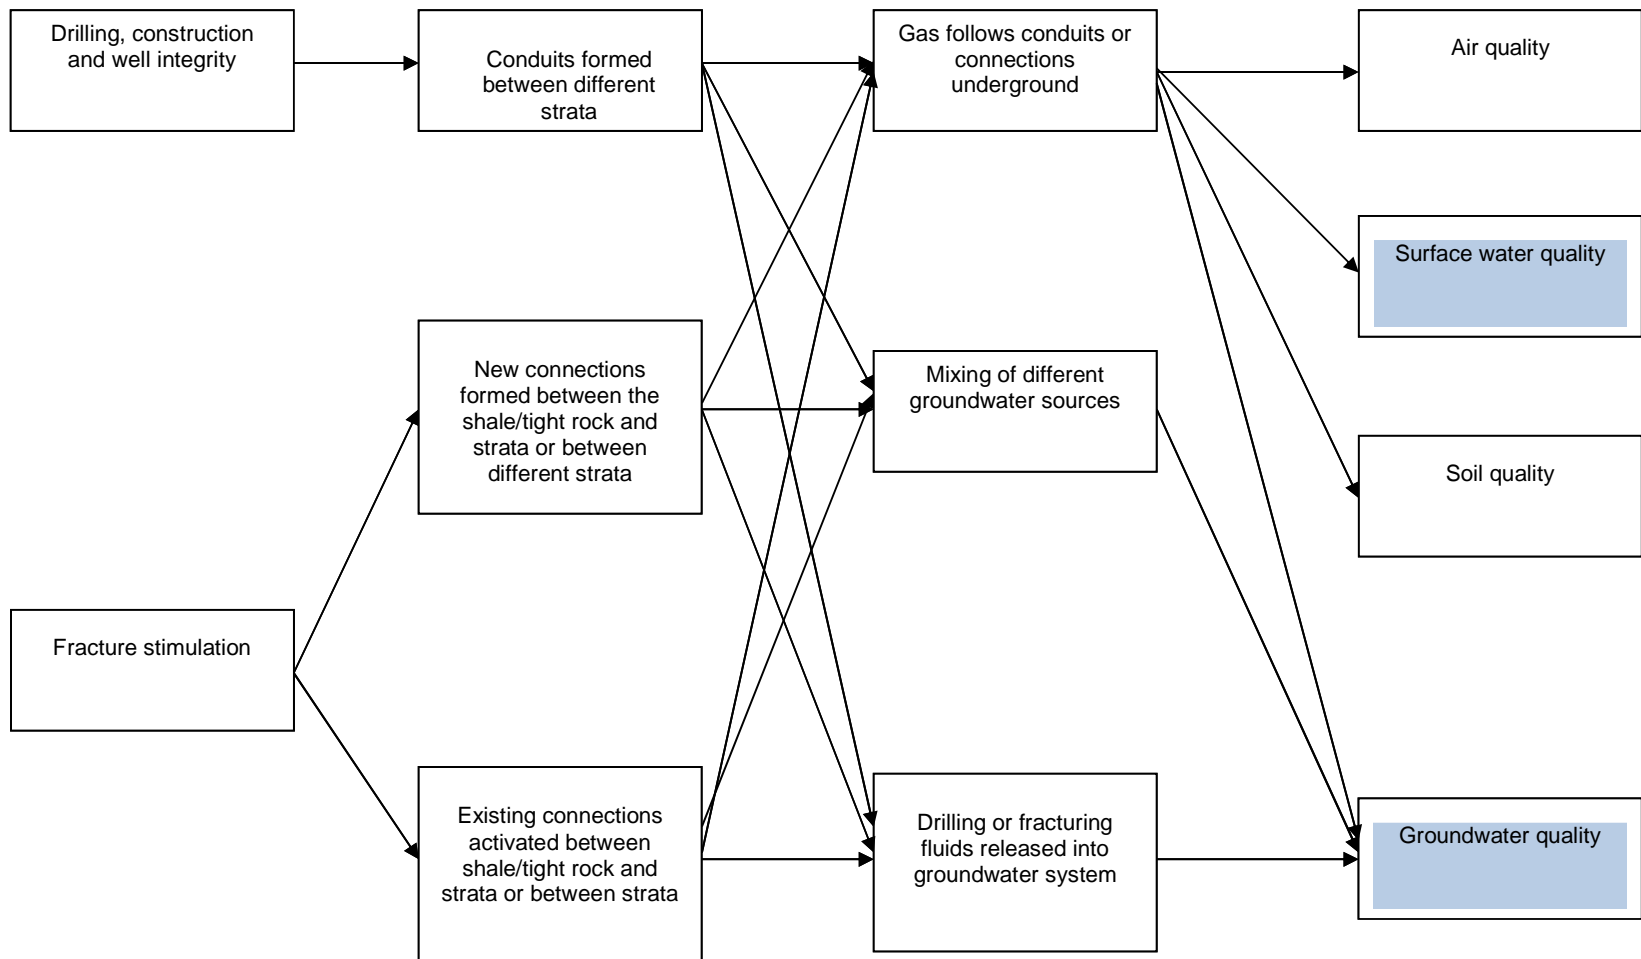 Drilling, construction
and well integrity
Conduits formed
between different
strata
Gas follows conduits or
connections
underground
Air quality
Surface water quality
New connections
formed between the
shale/tight rock and
strata or between
different strata
Mixing of different
groundwater sources
Soil quality
Fracture stimulation
Existing connections
activated between
shale/tight rock and
strata or between strata
Drilling or fracturing
fluids released into
groundwater system
Groundwater quality